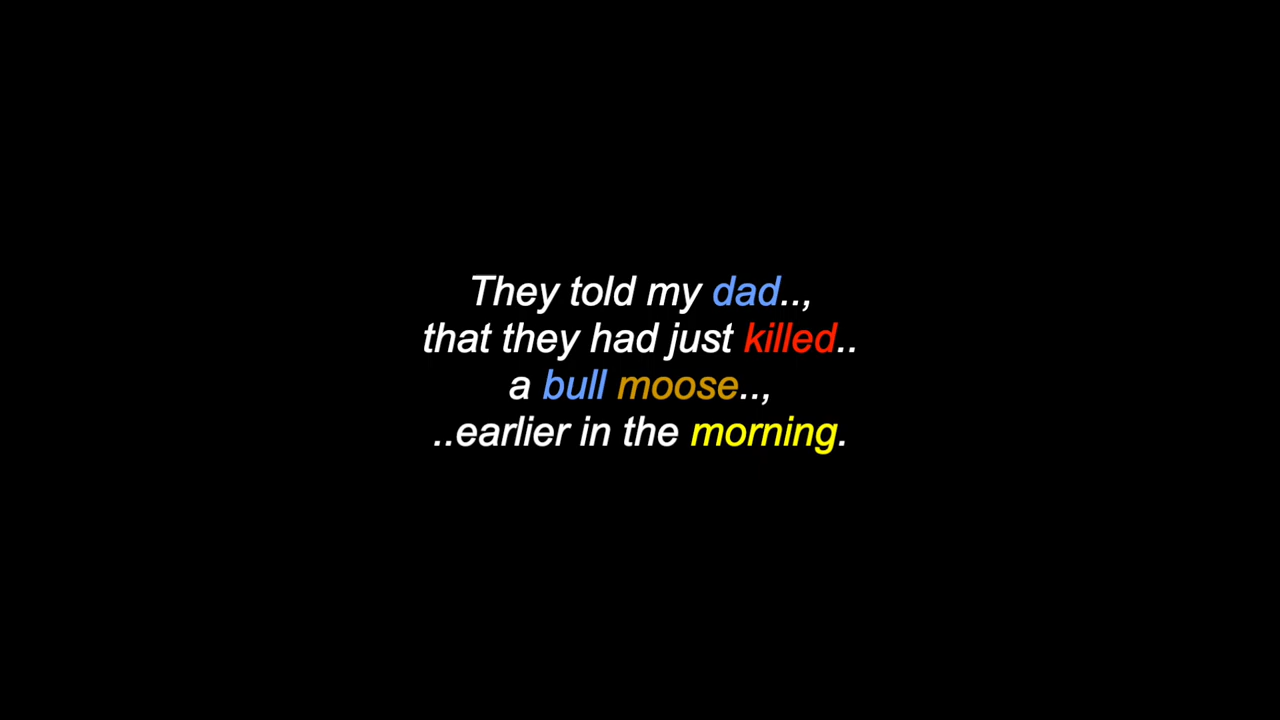 They told my dad..,
that they had just killed..
a bull moose..,
..earlier in the morning.